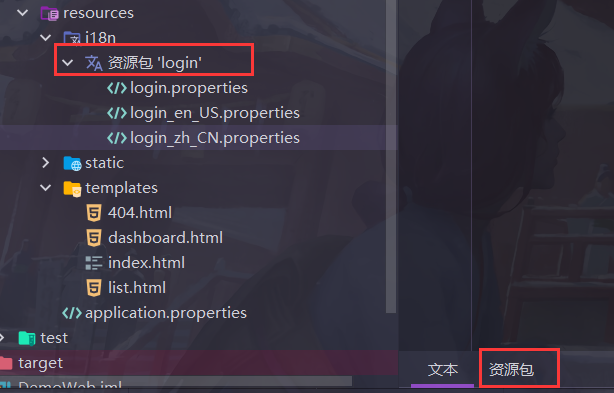 resources
i18n
资源包 'login'
login.properties
login_en_US.properties
login_zh_CN.properties
static
templates
404.html
dashboard.html
index.html
list.html
application.properties
test
target
DemoWeb.iml
文本 资源包